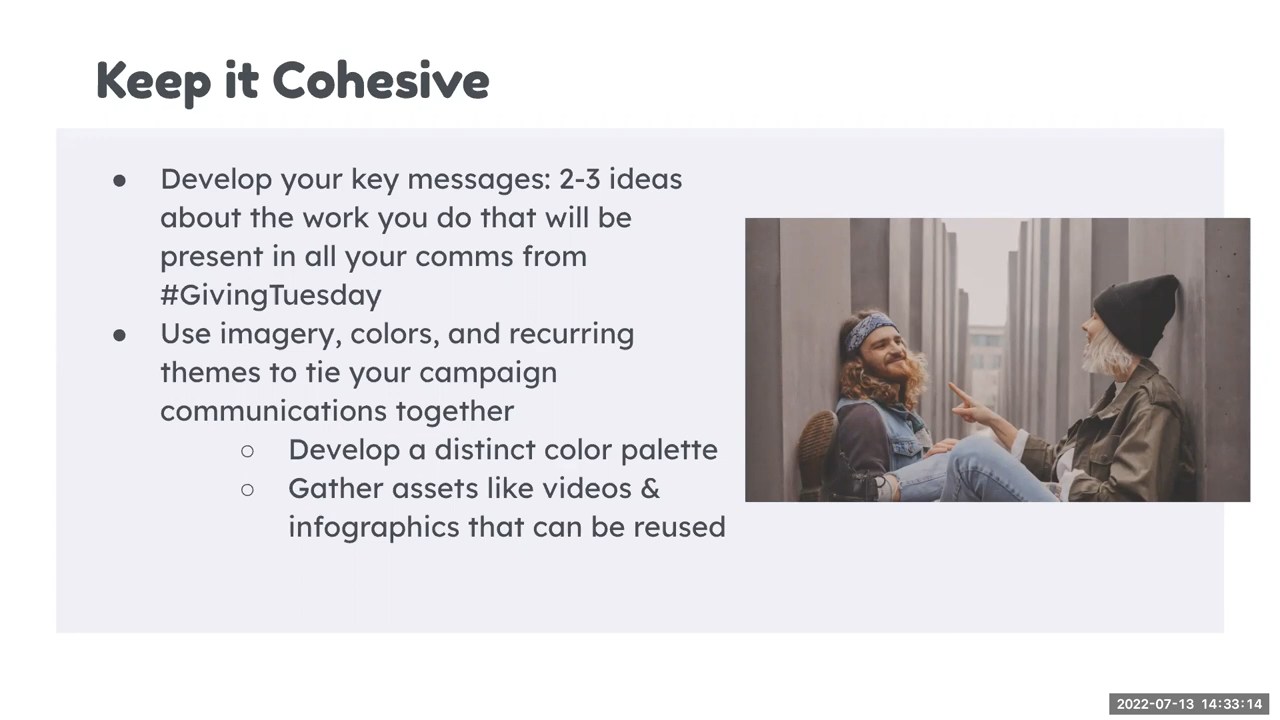 Keep it Cohesive
● Develop your key messages: 2-3 ideas
about the work you do that will be
present in all your comms from
#GivingTuesday
● Use imagery, colors, and recurring
themes to tie your campaign
communications together
○ Develop a distinct color palette
○ Gather assets like videos &
infographics that can be reused
2022-07-13 14:33:14